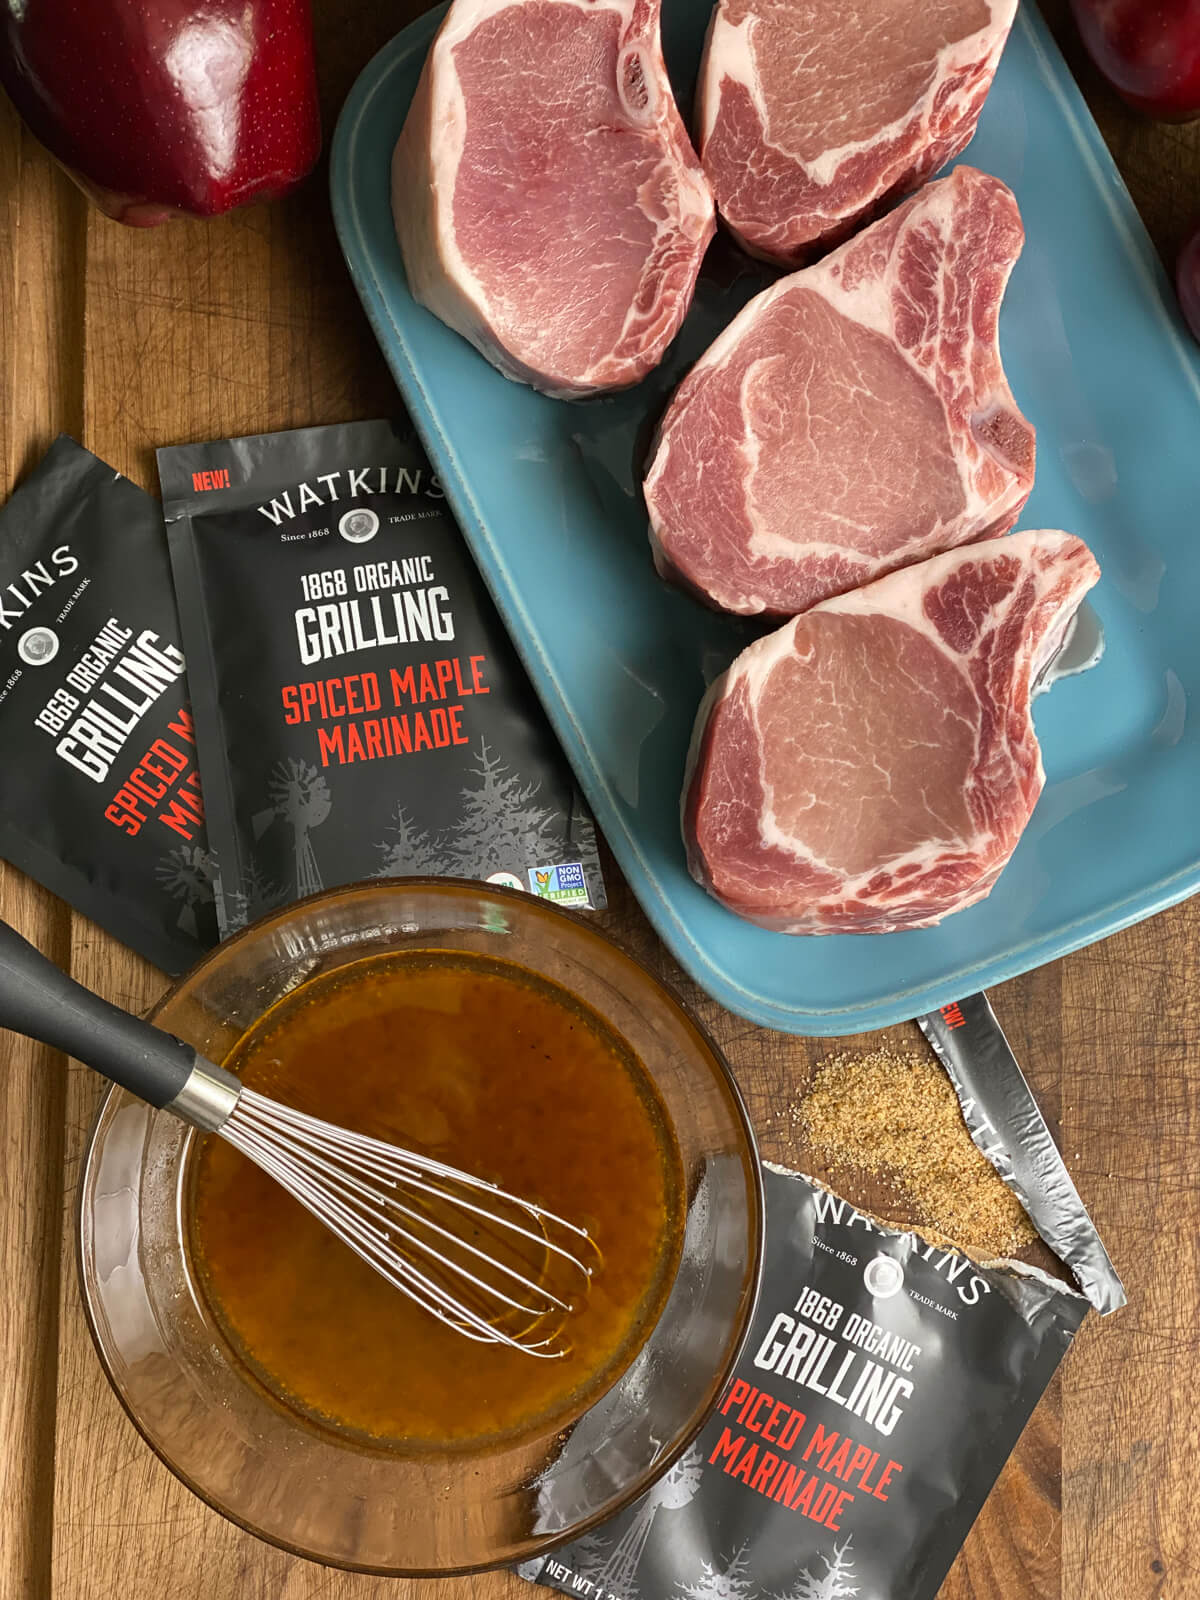 NEW!
WATKINS
Since 1868
TRADE MARK
1868 ORGANIC
GRILLING
SPICED MAPLE
MARINADE
NON
GMO
Project
VERIFIED
KINS
TRADE MARK
1868
1868 ORGANIC
GRILLING
SPICED M
MA
EW!
WATKINS
Since 1868
TRADE MARK
1868 ORGANIC
GRILLING
SPICED MAPLE
MARINADE
NET WT